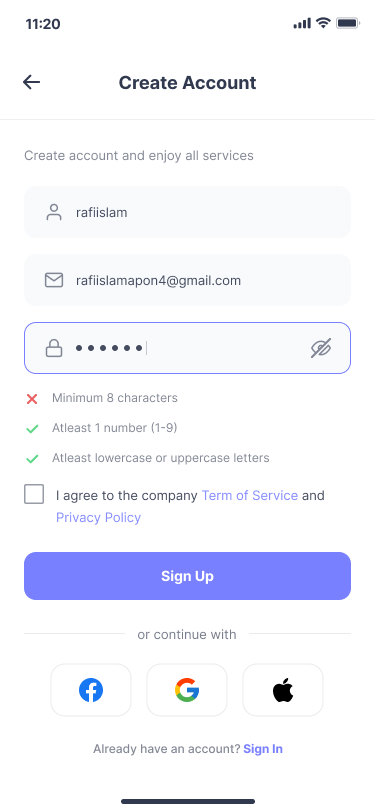 11:20
Create Account
Create account and enjoy all services
rafiislam
rafiislamapon4@gmail.com
Minimum 8 characters
Atleast 1 number (1-9)
Atleast lowercase or uppercase letters
I agree to the company Term of Service and
Privacy Policy
Sign Up
or continue with
Already have an account? Sign In